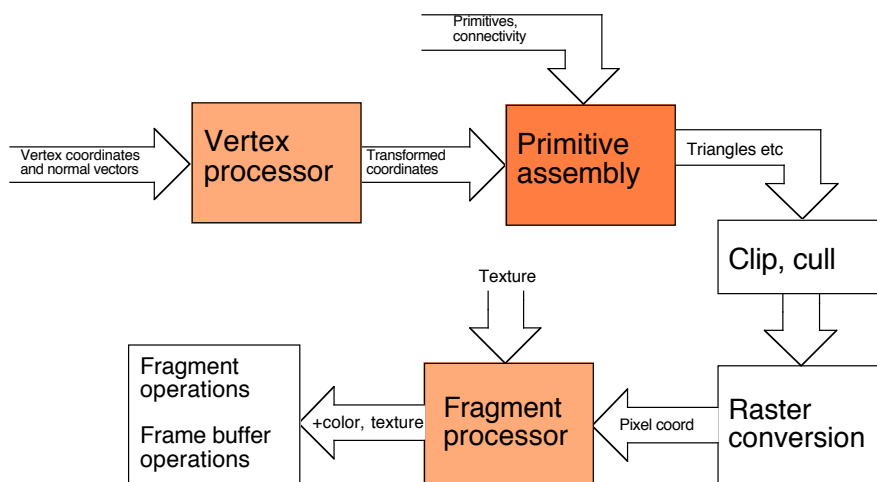 Primitives,
connectivity
Vertex coordinates
and normal vectors
Vertex
processor
Transformed
coordinates
Primitive
assembly
Triangles etc
Clip, cull
Raster
conversion
Pixel coord
Texture
Fragment
processor
+color, texture
Fragment
operations
Frame buffer
operations